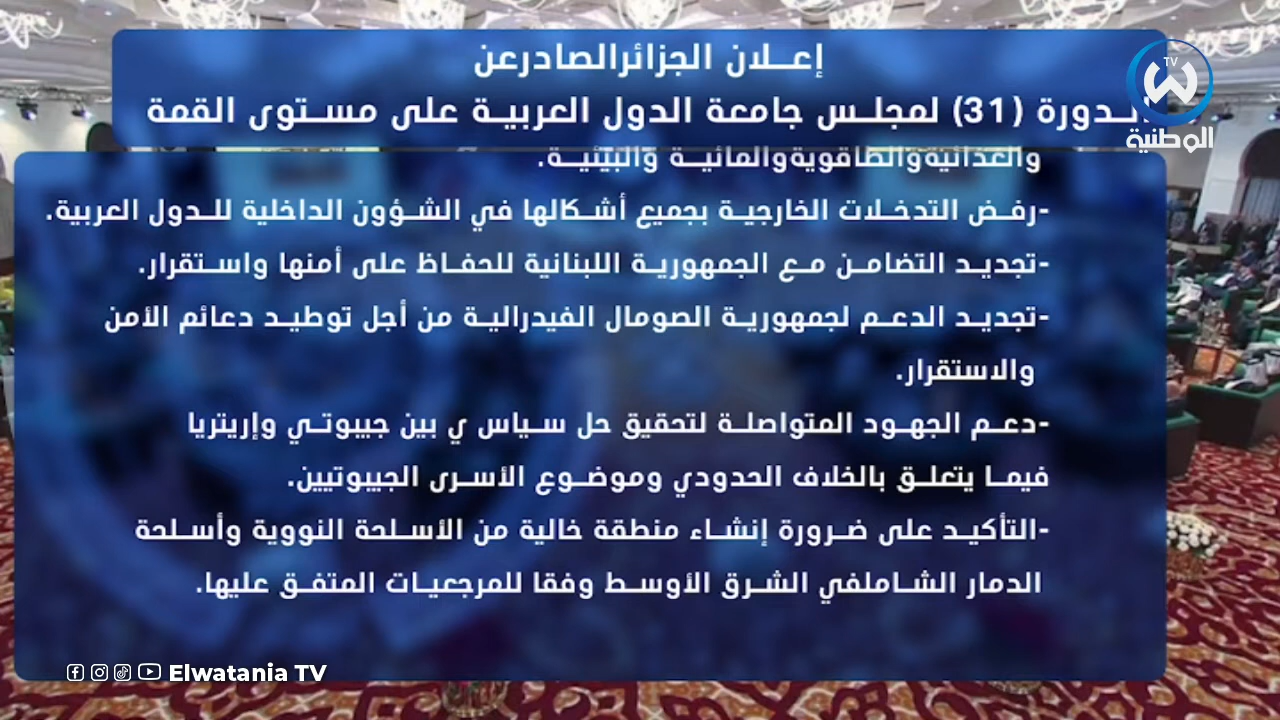 إعلان الجزائرالصادرعن
الدورة (31) لمجلس جامعة الدول العربية على مستوى القمة
TV
الوطنية
والغذائيةوالطاقويةوالمائية والبيئية.
-رفض التدخلات الخارجية بجميع أشكالها في الشؤون الداخلية للدول العربية.
-تجديد التضامن مع الجمهورية اللبنانية للحفاظ على أمنها واستقرار.
-تجديد الدعم لجمهورية الصومال الفيدرالية من أجل توطيد دعائم الأمن
والاستقرار.
-دعم الجهود المتواصلة لتحقيق حل سياس ي بين جيبوتي وإريتريا
فيما يتعلق بالخلاف الحدودي وموضوع الأسرى الجيبوتيين.
-التأكيد على ضرورة إنشاء منطقة خالية من الأسلحة النووية وأسلحة
الدمار الشاملفي الشرق الأوسط وفقا للمرجعيات المتفق عليها.
Elwatania TV